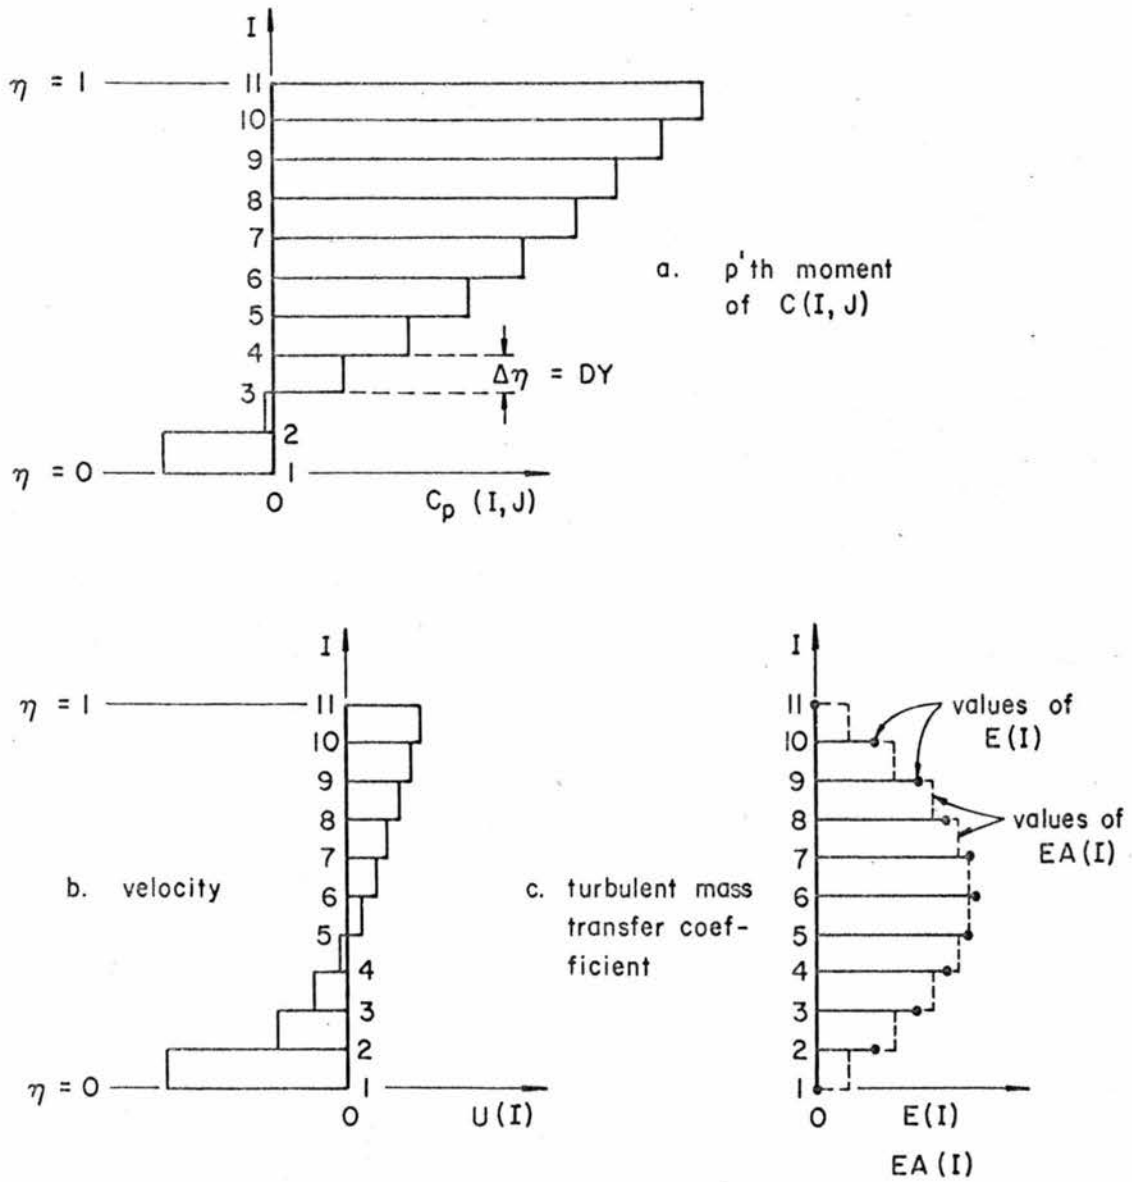 I
η = 1
11
10
9
8
7
6
5
4
3
2
1
a. p'th moment
of C(I, J)
Δη = DY
η = 0
0
Cp (I, J)
I
η = 1
11
10
9
8
7
6
5
4
3
2
1
b. velocity
η = 0
0
U(I)
I
11
10
9
8
7
6
5
4
3
2
1
values of
E(I)
values of
EA(I)
c. turbulent mass
transfer coef-
ficient
0
E(I)
EA(I)